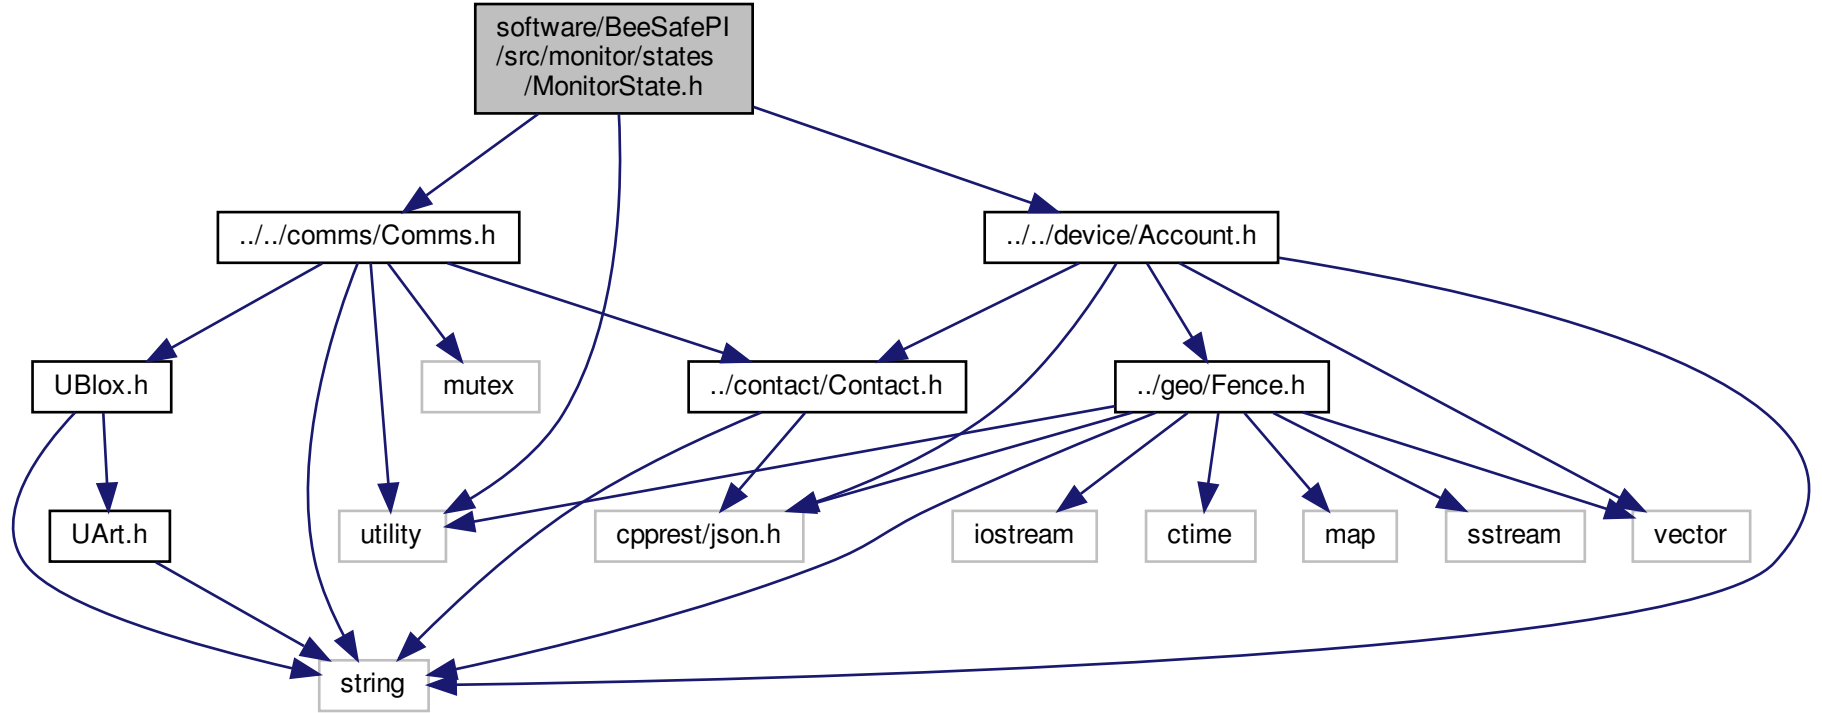 software/BeeSafePI
/src/monitor/states
/MonitorState.h
../../comms/Comms.h
../../device/Account.h
UBlox.h
mutex
../contact/Contact.h
../geo/Fence.h
UArt.h
utility
cpprest/json.h
iostream
ctime
map
sstream
vector
string